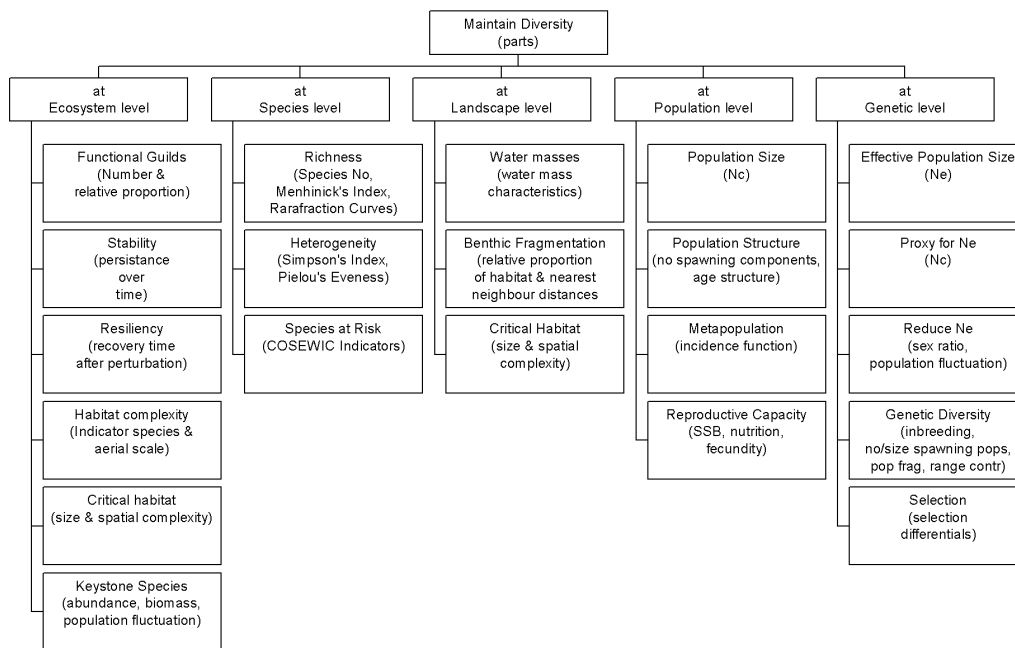 Maintain Diversity
(parts)
at
Ecosystem level
at
Species level
at
Landscape level
at
Population level
at
Genetic level
Functional Guilds
(Number &
relative proportion)
Stability
(persistance
over
time)
Resiliency
(recovery time
after perturbation)
Habitat complexity
(Indicator species &
aerial scale)
Critical habitat
(size & spatial complexity)
Keystone Species
(abundance, biomass,
population fluctuation)
Richness
(Species No,
Menhinick's Index,
Rarafraction Curves)
Heterogeneity
(Simpson's Index,
Pielou's Eveness)
Species at Risk
(COSEWIC Indicators)
Water masses
(water mass
characteristics)
Benthic Fragmentation
(relative proportion
of habitat & nearest
neighbour distances
Critical Habitat
(size & spatial
complexity)
Population Size
(Nc)
Population Structure
(no spawning components,
age structure)
Metapopulation
(incidence function)
Reproductive Capacity
(SSB, nutrition,
fecundity)
Effective Population Size
(Ne)
Proxy for Ne
(Nc)
Reduce Ne
(sex ratio,
population fluctuation)
Genetic Diversity
(inbreeding,
no/size spawning pops,
pop frag, range contr)
Selection
(selection
differentials)